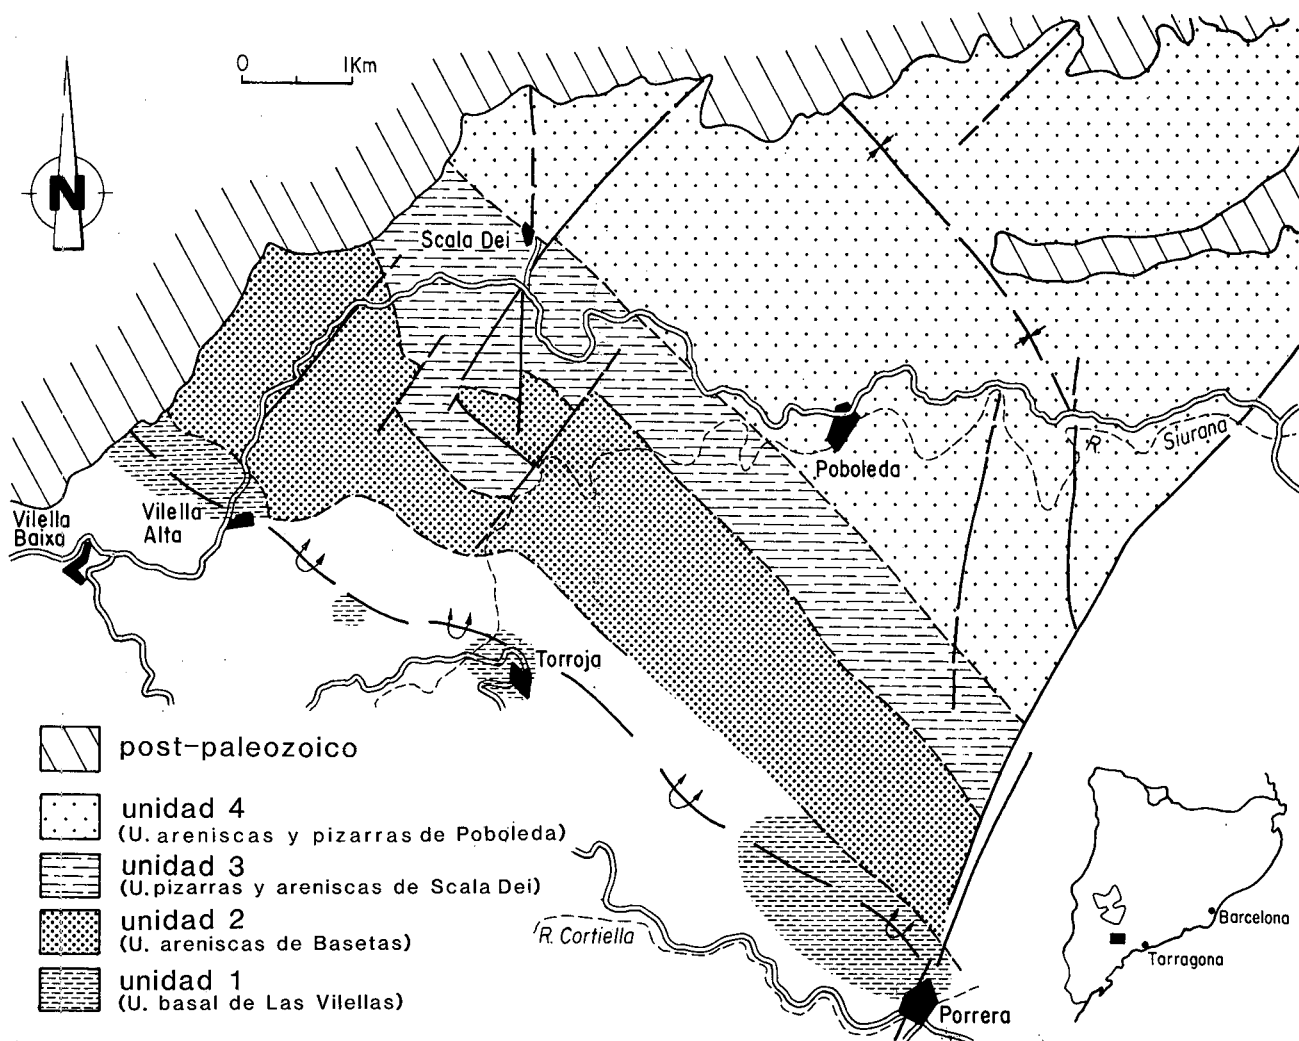 0 1Km
N
Scala Dei
Poboleda
R. Siurana
Vilella
Baixa
Vilella
Alta
Torroja
post-paleozoico
unidad 4
(U. areniscas y pizarras de Poboleda)
unidad 3
(U. pizarras y areniscas de Scala Dei)
unidad 2
(U. areniscas de Basetas)
unidad 1
(U. basal de Las Vilellas)
R. Cortiella
Porrera
Barcelona
Tarragona